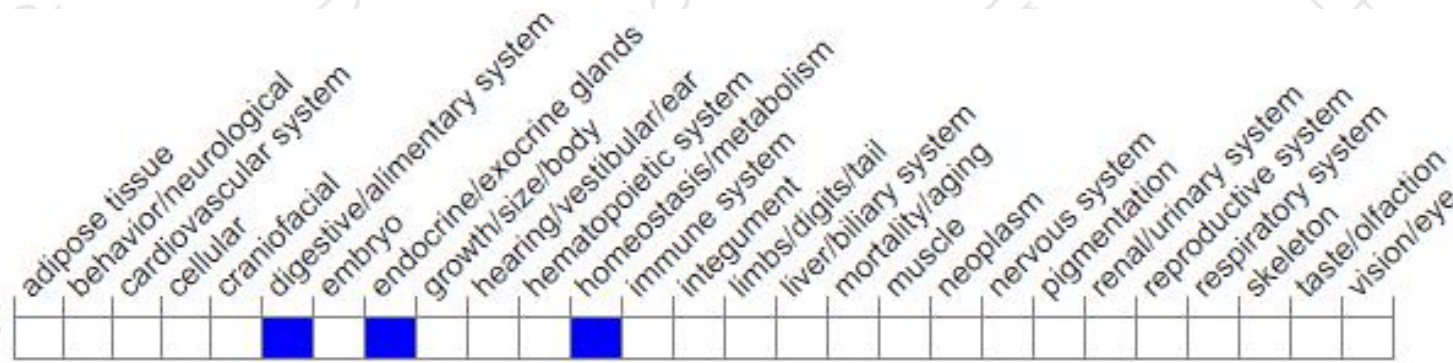 adipose tissue
behavior/neurological
cardiovascular system
cellular
craniofacial
digestive/alimentary system
embryo
endocrine/exocrine glands
growth/size/body
hearing/vestibular/ear
hematopoietic system
homeostasis/metabolism
immune system
integument
limbs/digits/tail
liver/biliary system
mortality/aging
muscle
neoplasm
nervous system
pigmentation
renal/urinary system
reproductive system
respiratory system
skeleton
taste/olfaction
vision/eye